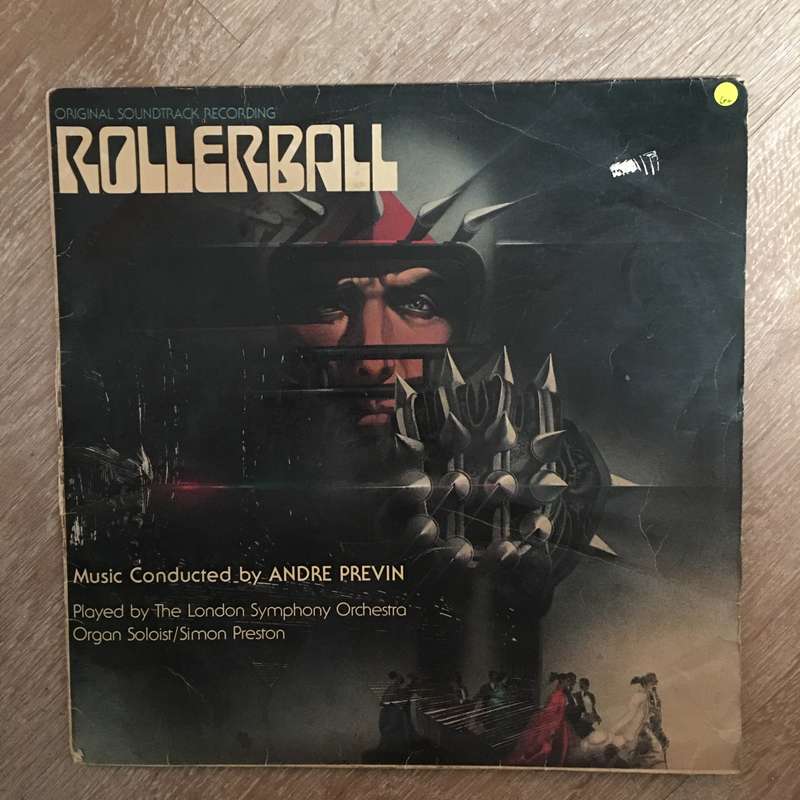 ORIGINAL SOUNDTRACK RECORDING
ROLLERBALL
Music Conducted by ANDRE PREVIN
Played by The London Symphony Orchestra
Organ Soloist/Simon Preston